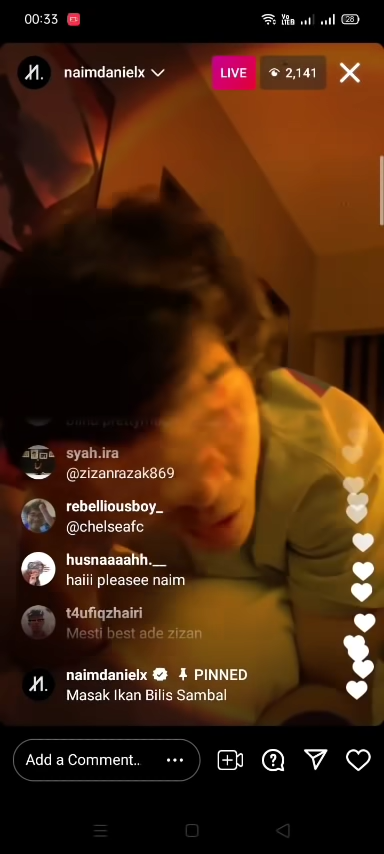 00:33
28
naimdanielx
LIVE
2,141
syah.ira
@zizanrazak869
rebelliousboy_
@chelseafc
husnaaaahh.__
haiii pleasee naim
t4ufiqzhairi
Mesti best ade zizan
naimdanielx PINNED
Masak Ikan Bilis Sambal
Add a Comment..